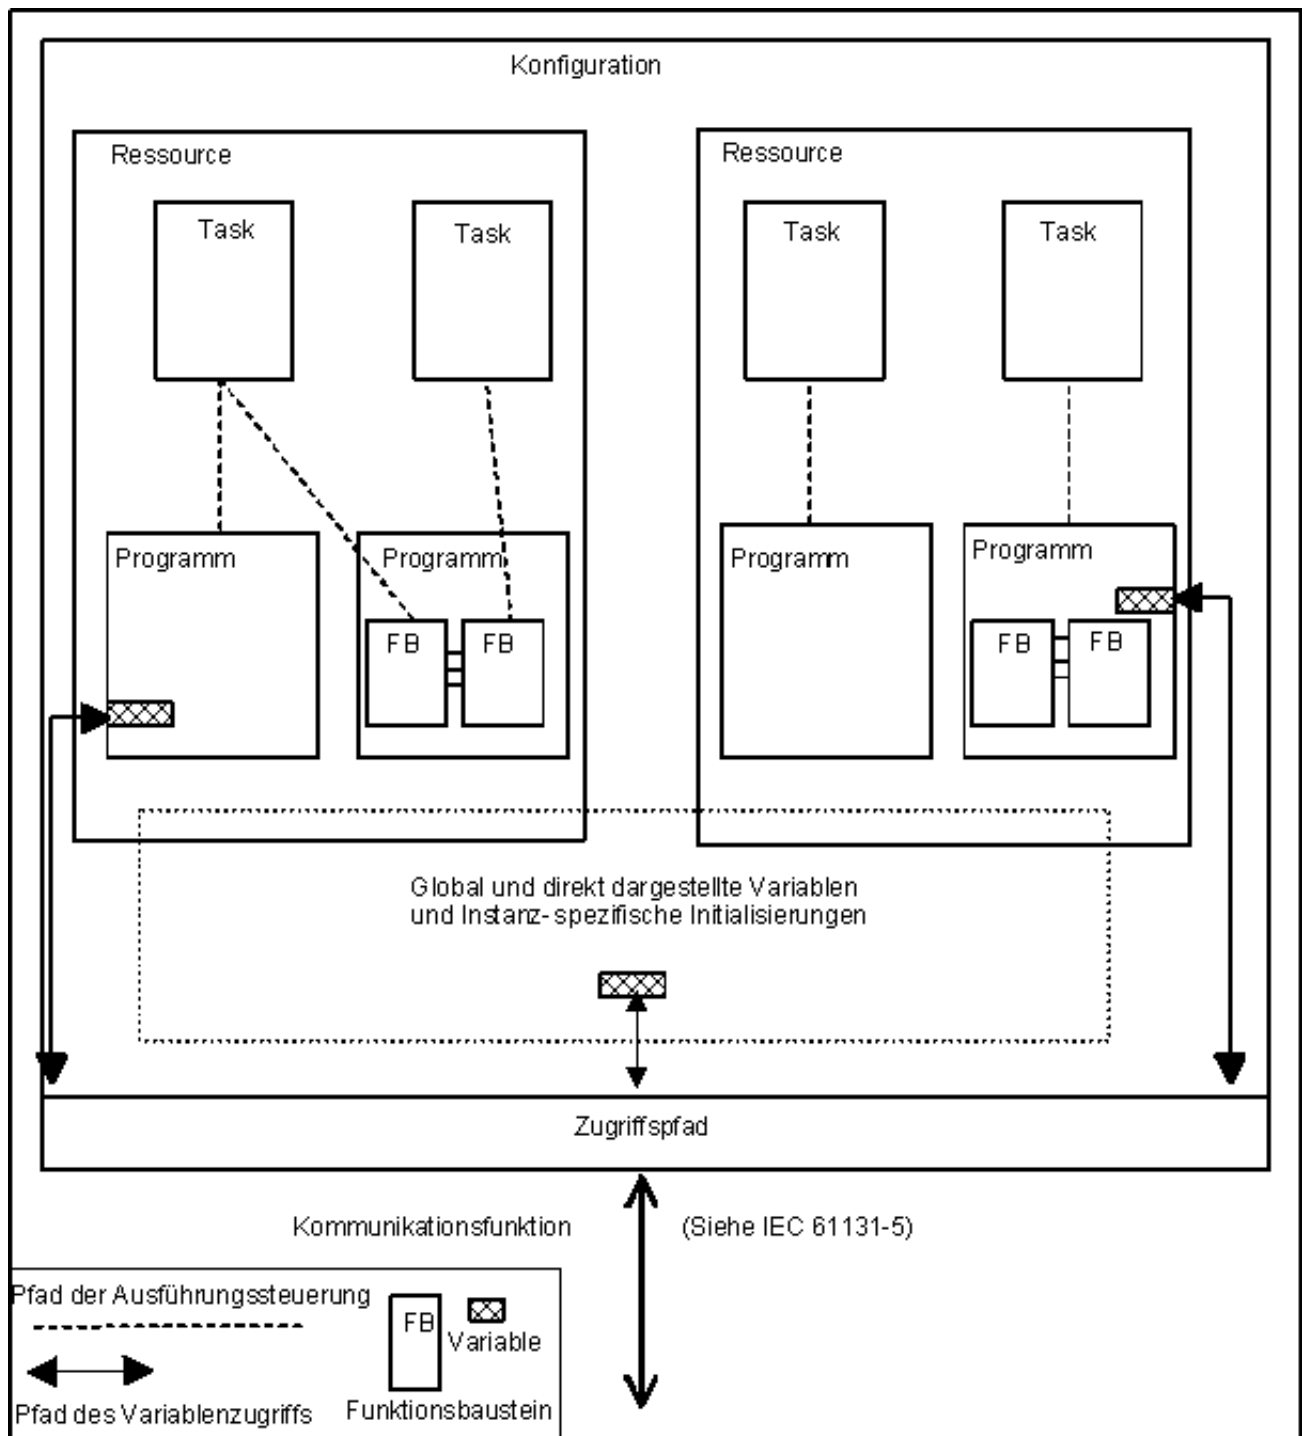 Konfiguration
Ressource
Ressource
Task
Task
Task
Task
Programm
Programm
Programm
Programm
FB
FB
FB
FB
Global und direkt dargestellte Variablen
und Instanz-spezifische Initialisierungen
Zugriffspfad
Kommunikationsfunktion
(Siehe IEC 61131-5)
Pfad der Ausführungssteuerung
FB
Variable
Pfad des Variablenzugriffs
Funktionsbaustein